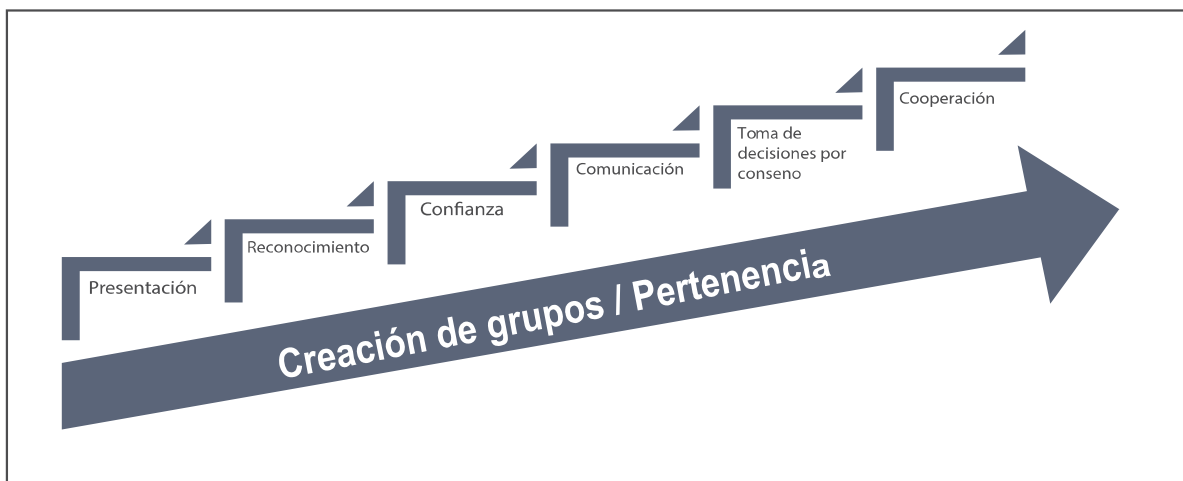 Presentación
Reconocimiento
Confianza
Comunicación
Toma de
decisiones por
conseno
Cooperación
Creación de grupos / Pertenencia